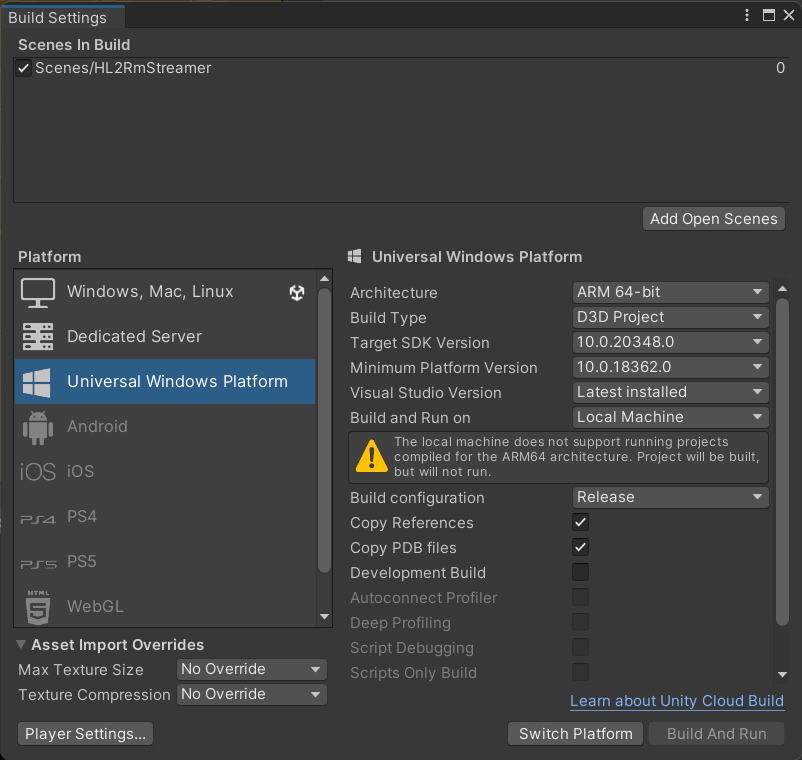 Build Settings
Scenes In Build
Scenes/HL2RmStreamer 0
Add Open Scenes
Platform
Windows, Mac, Linux
Dedicated Server
Universal Windows Platform
Android
iOS iOS
PS4 PS4
PS5 PS5
HTML 5 WebGL
Universal Windows Platform
Architecture ARM 64-bit
Build Type D3D Project
Target SDK Version 10.0.20348.0
Minimum Platform Version 10.0.18362.0
Visual Studio Version Latest installed
Build and Run on Local Machine
The local machine does not support running projects
compiled for the ARM64 architecture. Project will be built,
but will not run.
Build configuration Release
Copy References
Copy PDB files
Development Build
Autoconnect Profiler
Deep Profiling
Script Debugging
Scripts Only Build
Asset Import Overrides
Max Texture Size No Override
Texture Compression No Override
Learn about Unity Cloud Build
Player Settings...
Switch Platform
Build And Run